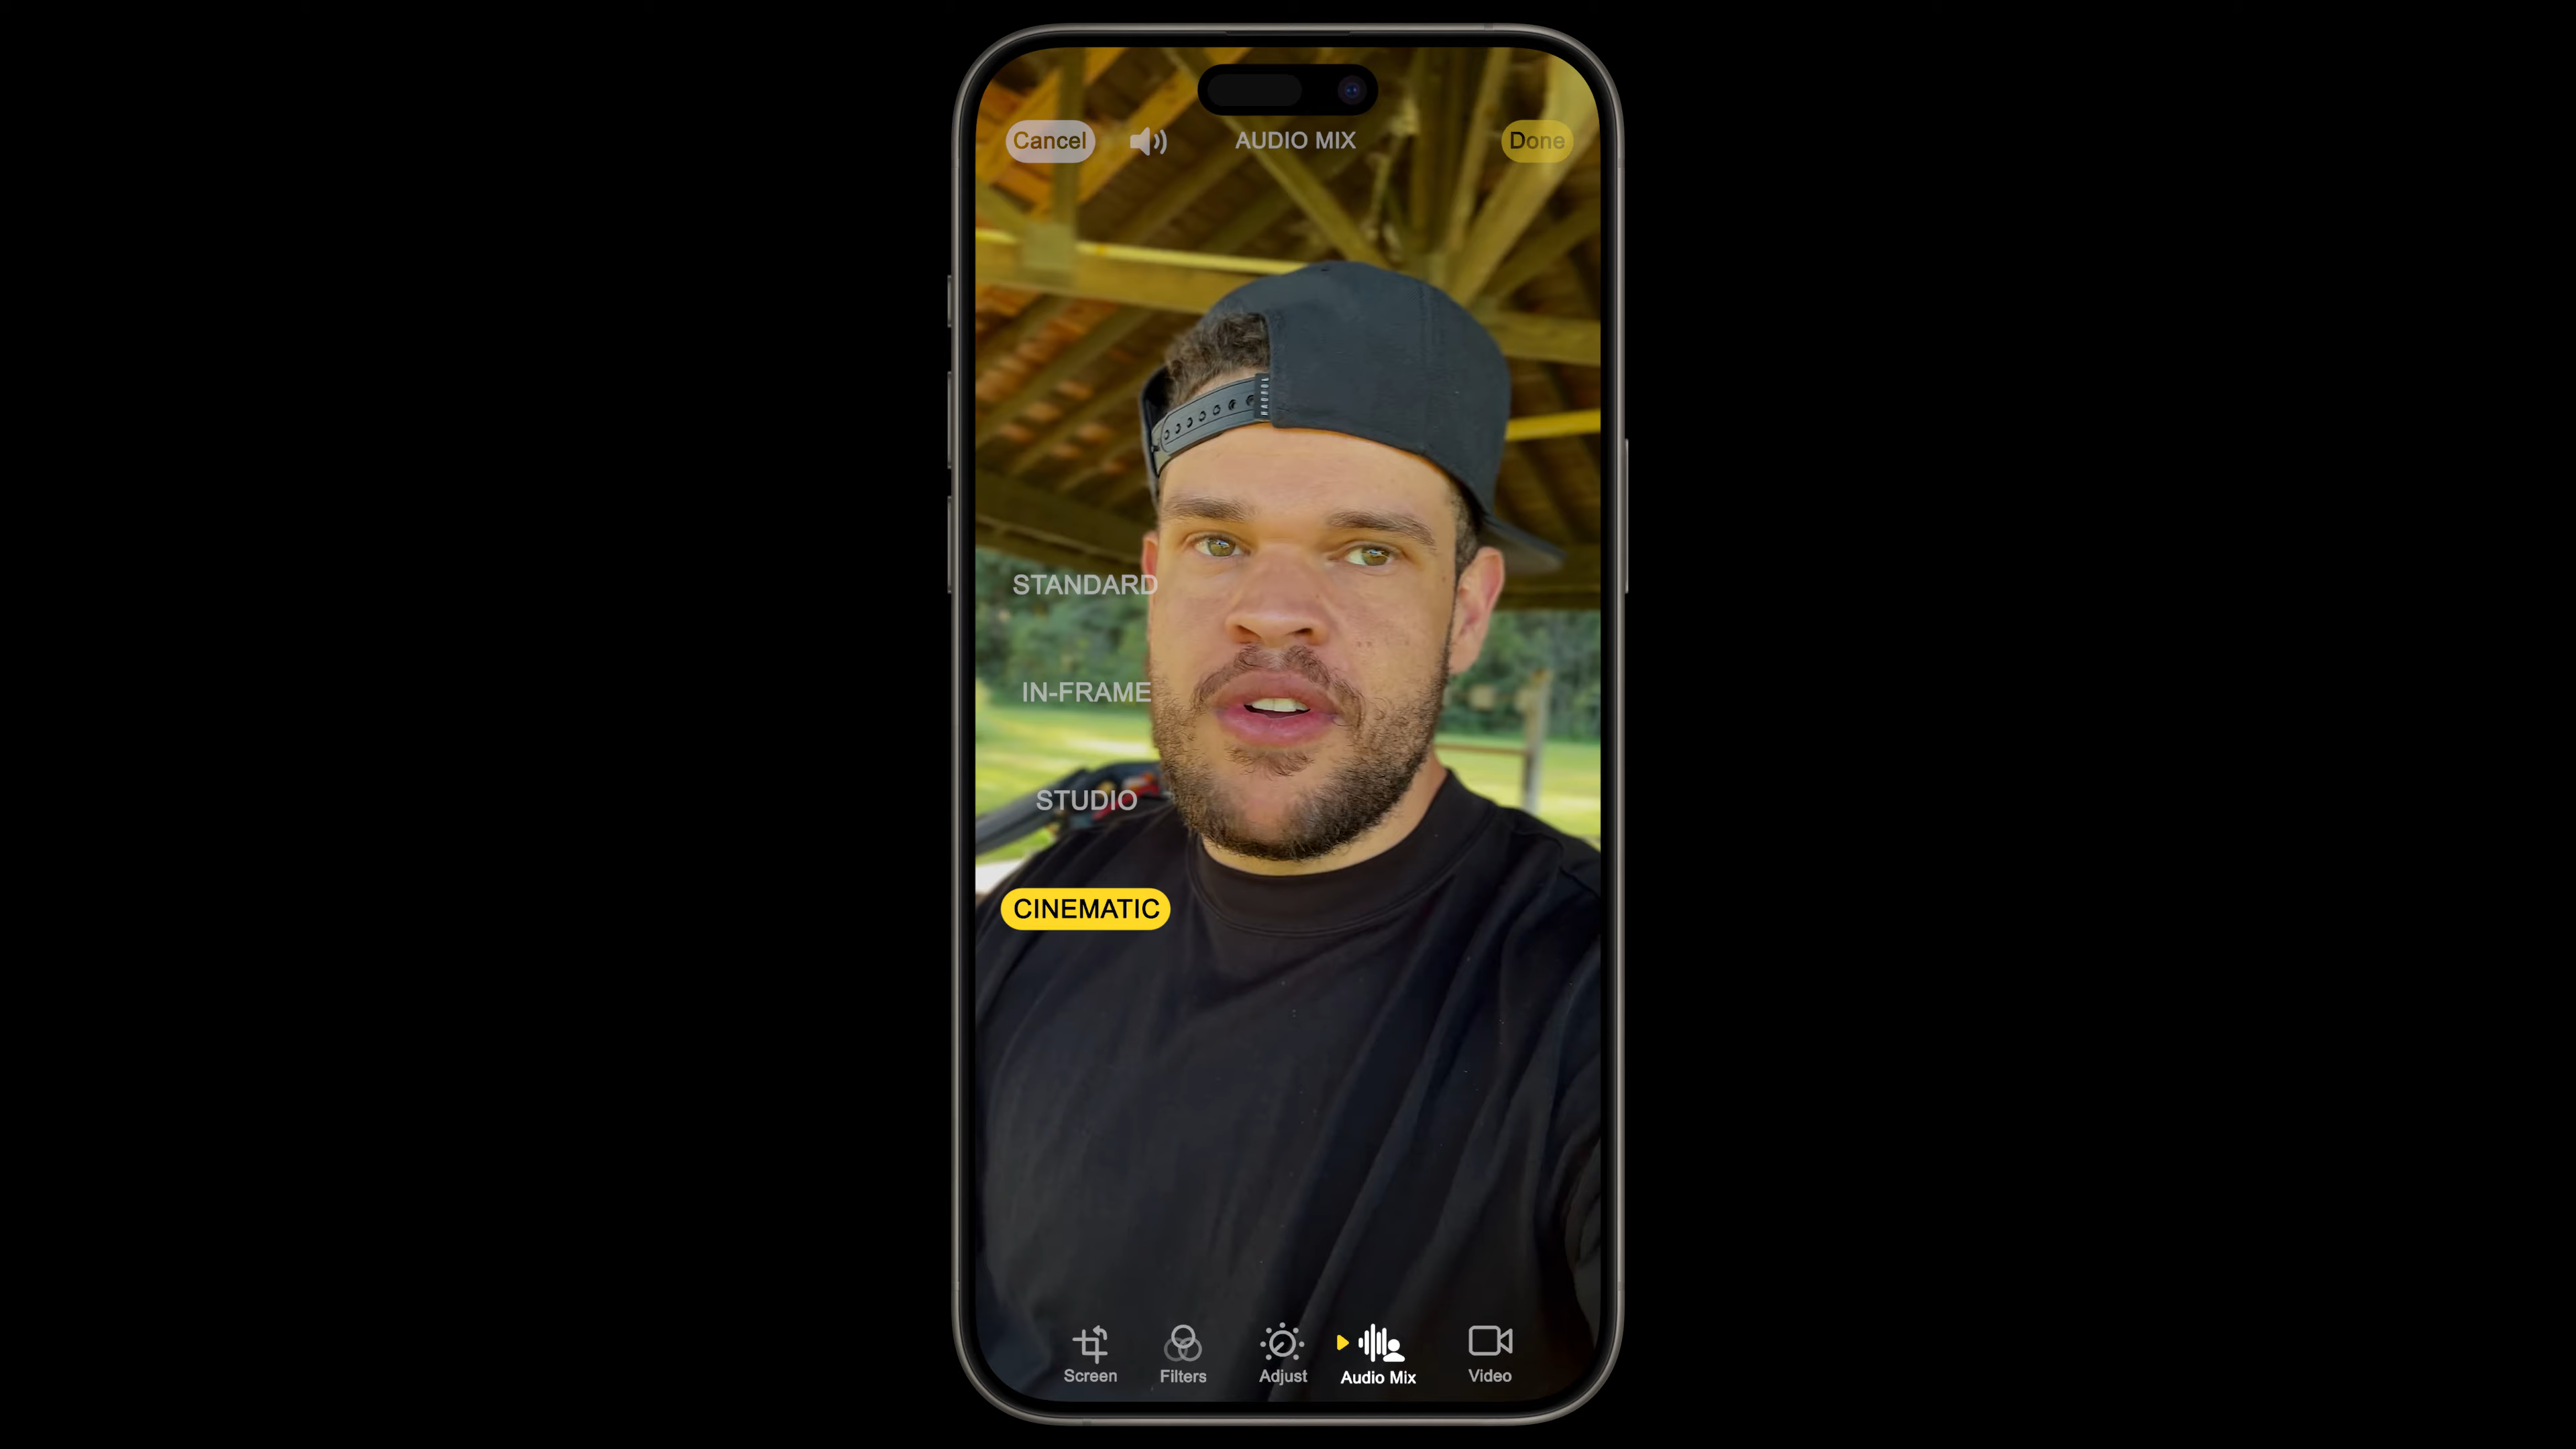 Cancel
AUDIO MIX
Done
STANDARD
IN-FRAME
STUDIO
CINEMATIC
Screen
Filters
Adjust
Audio Mix
Video